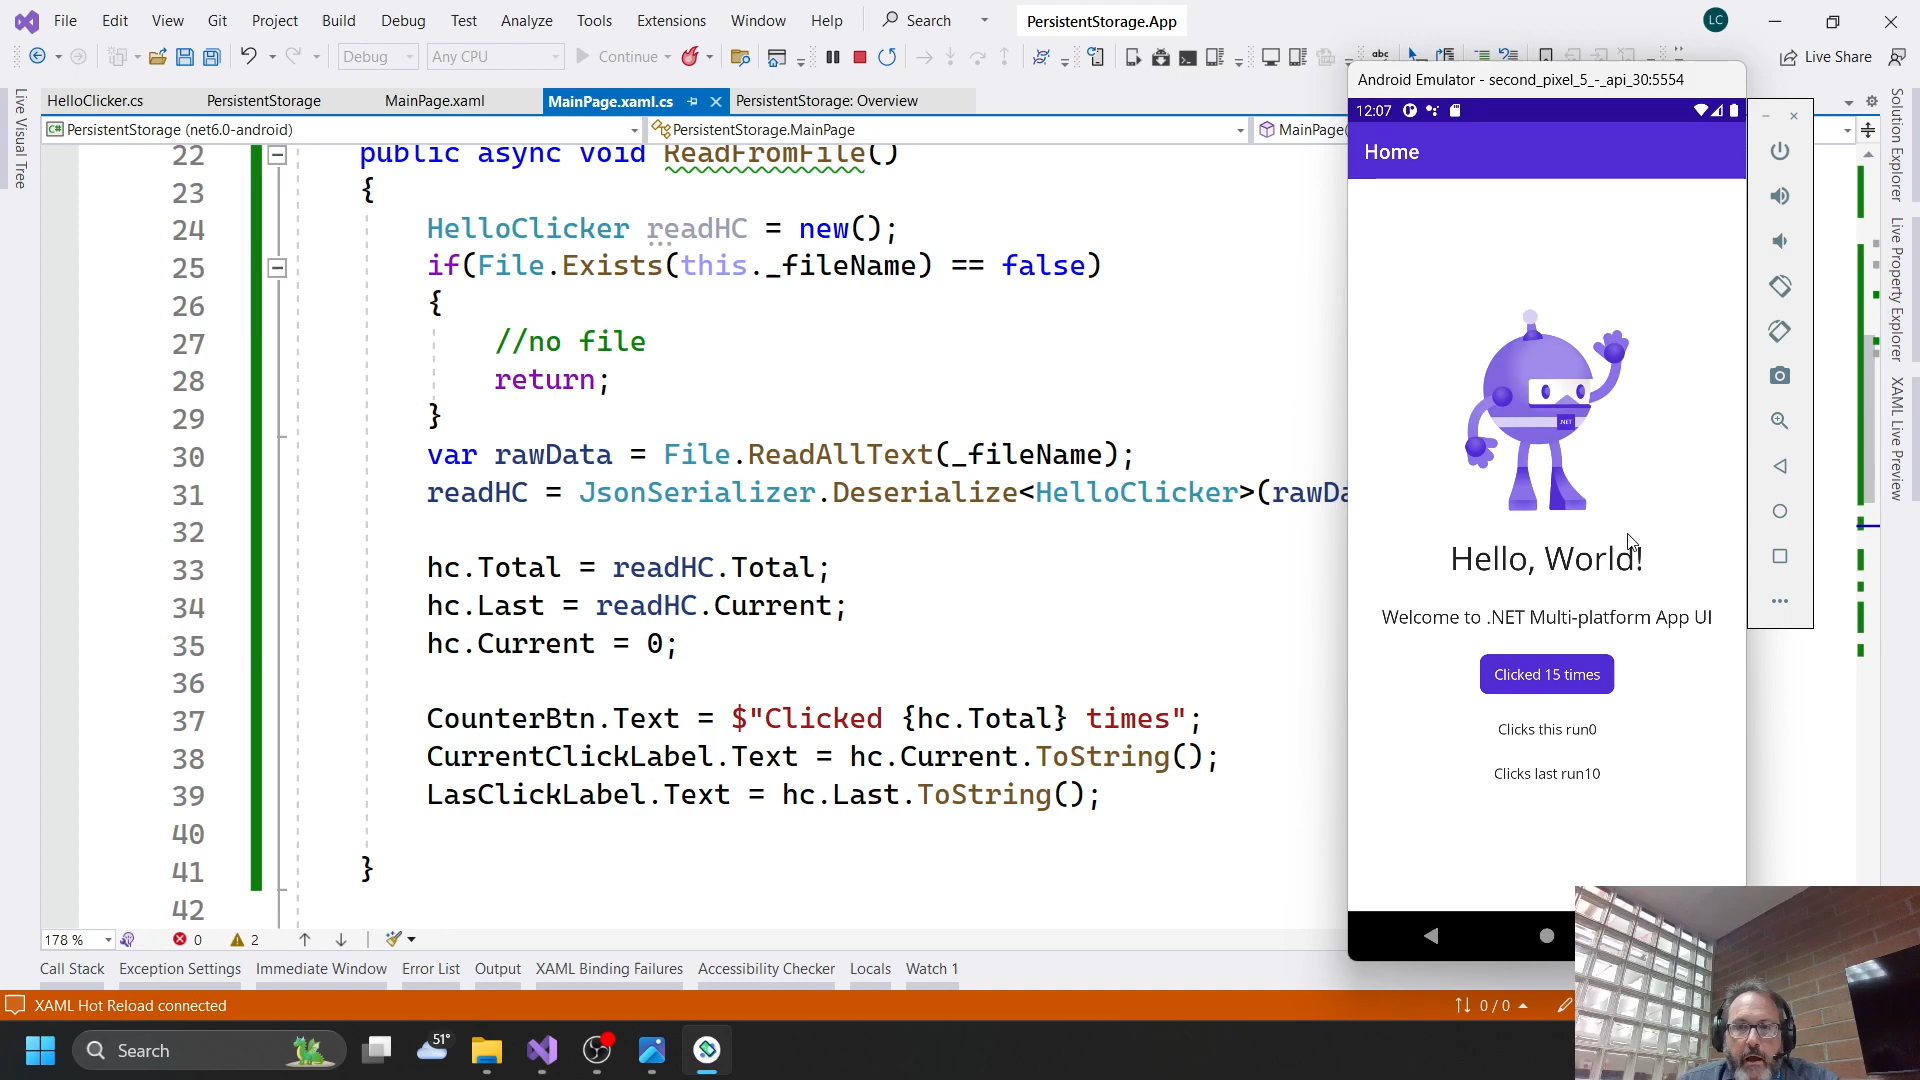 File Edit View Git Project Build Debug Test Analyze Tools Extensions Window Help Search PersistentStorage.App LC
Debug Any CPU Continue abc Live Share
HelloClicker.cs PersistentStorage MainPage.xaml MainPage.xaml.cs PersistentStorage: Overview
C# PersistentStorage (net6.0-android) PersistentStorage.MainPage MainPage(
Live Visual Tree
22 public async void ReadFromFile()
23 {
24 HelloClicker readHC = new();
25 if(File.Exists(this._fileName) == false)
26 {
27 //no file
28 return;
29 }
30 var rawData = File.ReadAllText(_fileName);
31 readHC = JsonSerializer.Deserialize<HelloClicker>(rawDa
32
33 hc.Total = readHC.Total;
34 hc.Last = readHC.Current;
35 hc.Current = 0;
36
37 CounterBtn.Text = $"Clicked {hc.Total} times";
38 CurrentClickLabel.Text = hc.Current.ToString();
39 LasClickLabel.Text = hc.Last.ToString();
40
41 }
42
178 % 0 2
Call Stack Exception Settings Immediate Window Error List Output XAML Binding Failures Accessibility Checker Locals Watch 1
XAML Hot Reload connected 0 / 0
Search 51°
Android Emulator - second_pixel_5_-_api_30:5554
12:07
Home
.NET
Hello, World!
Welcome to .NET Multi-platform App UI
Clicked 15 times
Clicks this run0
Clicks last run10
Solution Explorer
Live Property Explorer
XAML Live Preview